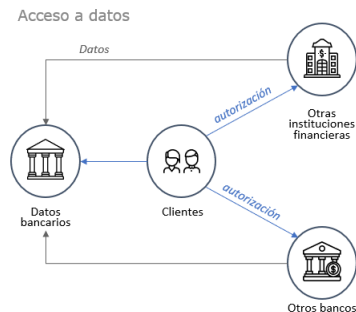 Acceso a datos
Datos
autorización
Otras
instituciones
financieras
Datos
bancarios
Clientes
autorización
Otros bancos